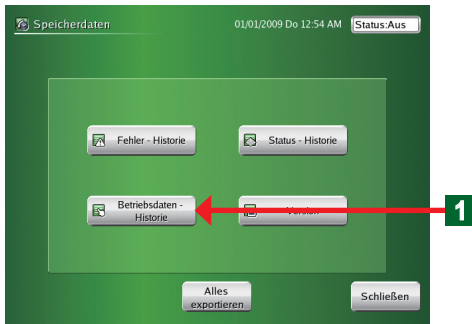 Speicherdaten
01/01/2009 Do 12:54 AM
Status:Aus
Fehler - Historie
Status - Historie
Betriebsdaten -
Historie
Version
1
Alles
exportieren
Schließen